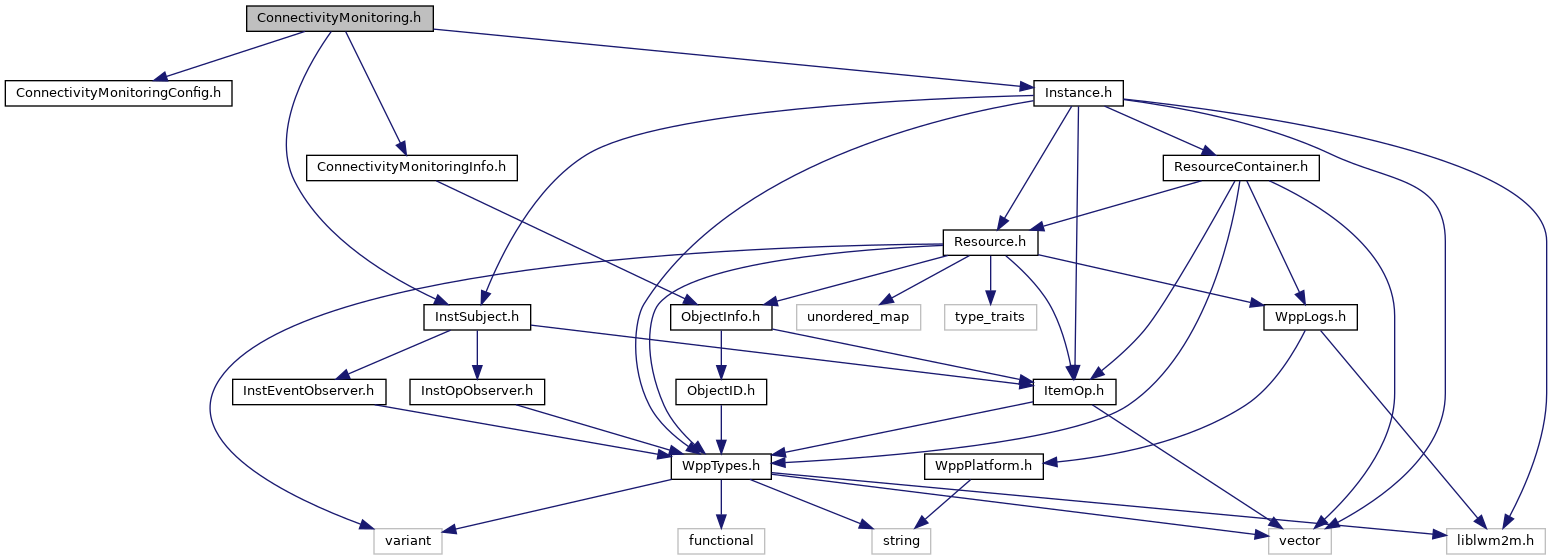 ConnectivityMonitoring.h
ConnectivityMonitoringConfig.h
Instance.h
ConnectivityMonitoringInfo.h
ResourceContainer.h
Resource.h
InstSubject.h
ObjectInfo.h
unordered_map
type_traits
WppLogs.h
InstEventObserver.h
InstOpObserver.h
ObjectID.h
ItemOp.h
WppTypes.h
WppPlatform.h
variant
functional
string
vector
liblwm2m.h